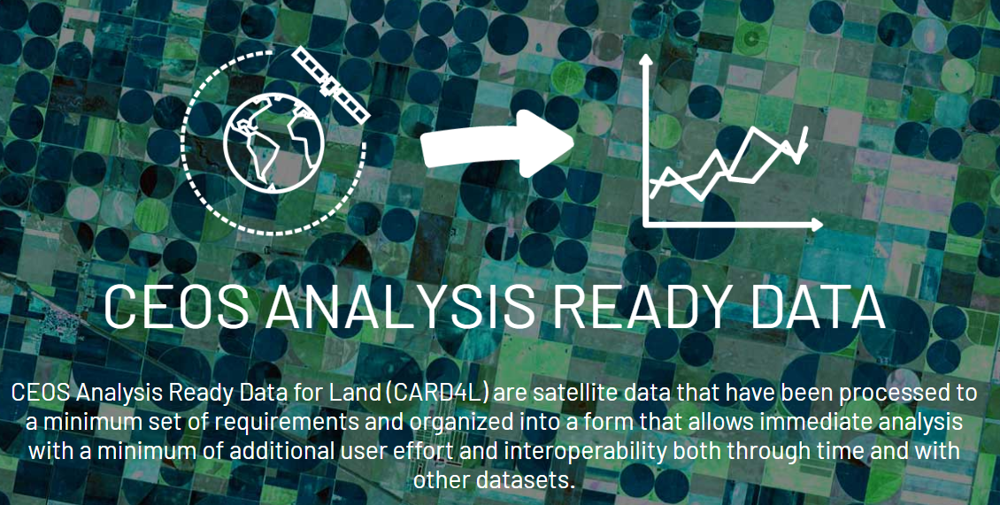 CEOS ANALYSIS READY DATA
CEOS Analysis Ready Data for Land (CARD4L) are satellite data that have been processed to
a minimum set of requirements and organized into a form that allows immediate analysis
with a minimum of additional user effort and interoperability both through time and with
other datasets.